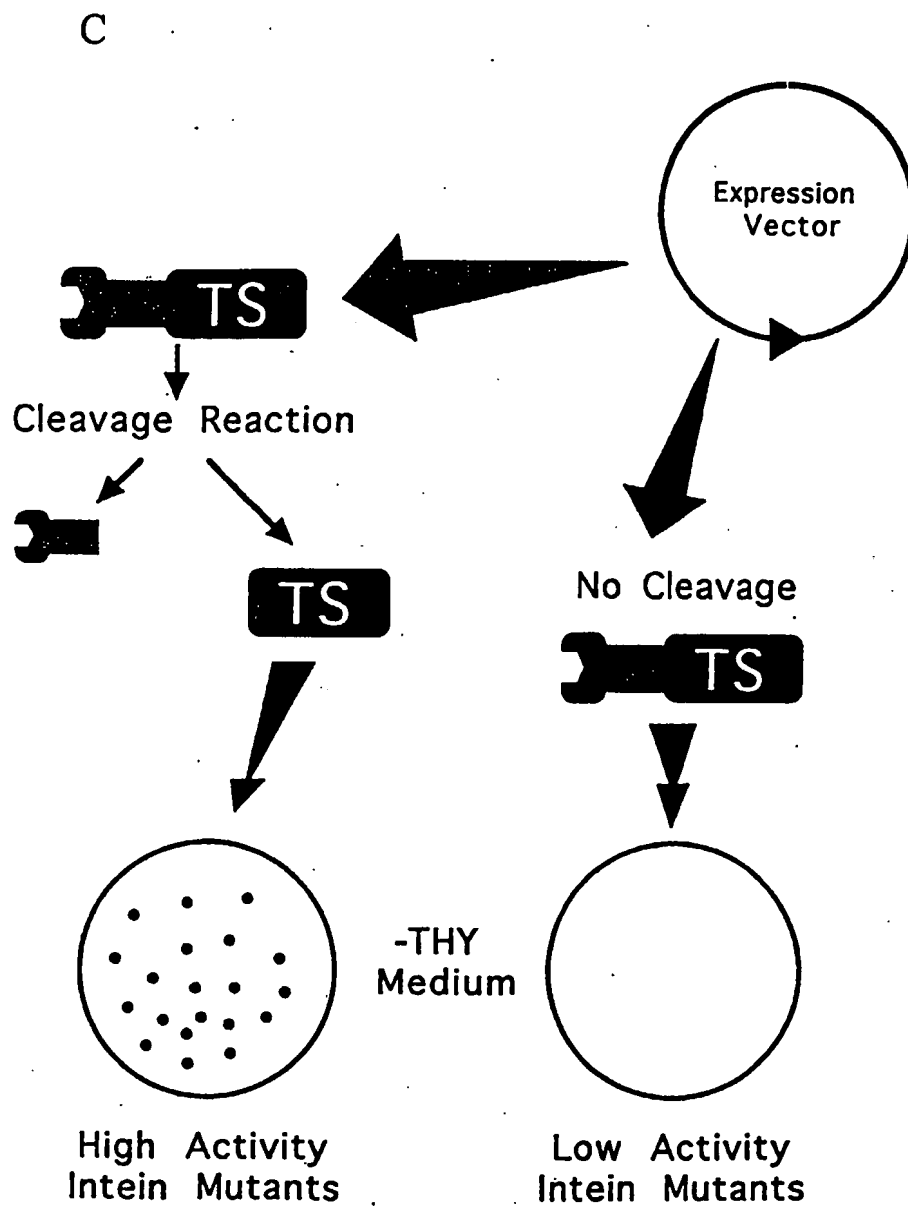 C
Expression
Vector
TS
Cleavage Reaction
TS
No Cleavage
TS
-THY
Medium
High Activity
Intein Mutants
Low Activity
Intein Mutants